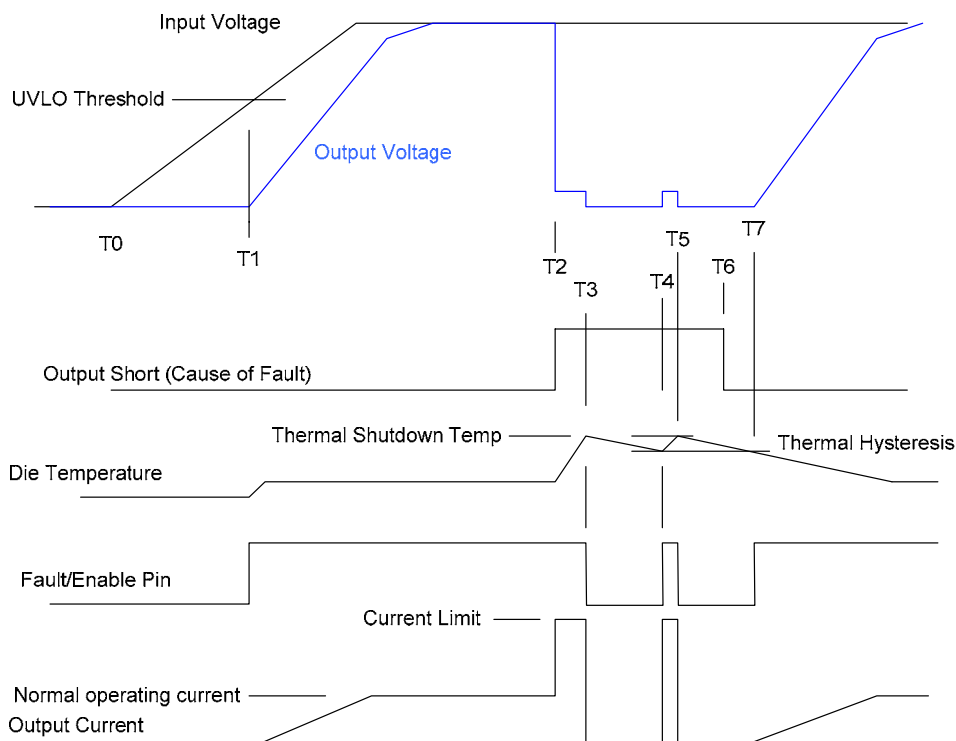 Input Voltage
UVLO Threshold
Output Voltage
T0
T1
T2
T3
T4
T5
T6
T7
Output Short (Cause of Fault)
Thermal Shutdown Temp
Thermal Hysteresis
Die Temperature
Fault/Enable Pin
Current Limit
Normal operating current
Output Current